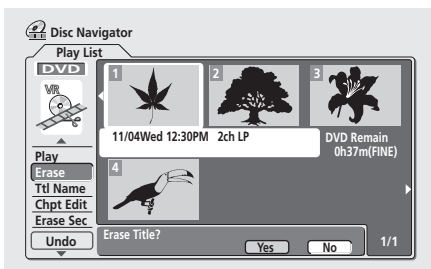 Disc Navigator
Play List
DVD
VR
1
2
3
11/04Wed 12:30PM 2ch LP
DVD Remain
0h37m(FINE)
4
Play
Erase
Ttl Name
Chpt Edit
Erase Sec
Undo
Erase Title?
Yes
No
1/1